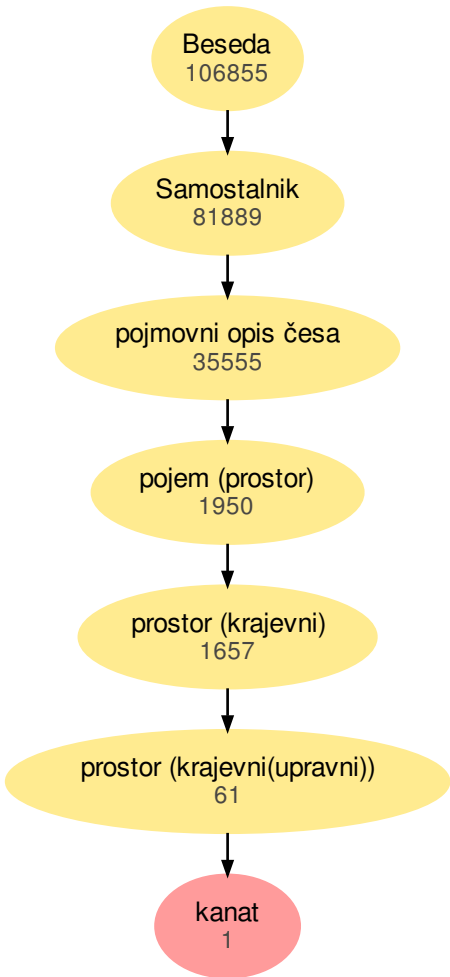 Beseda
106855
Samostalnik
81889
pojmovni opis česa
35555
pojem (prostor)
1950
prostor (krajevni)
1657
prostor (krajevni(upravni))
61
kanat
1